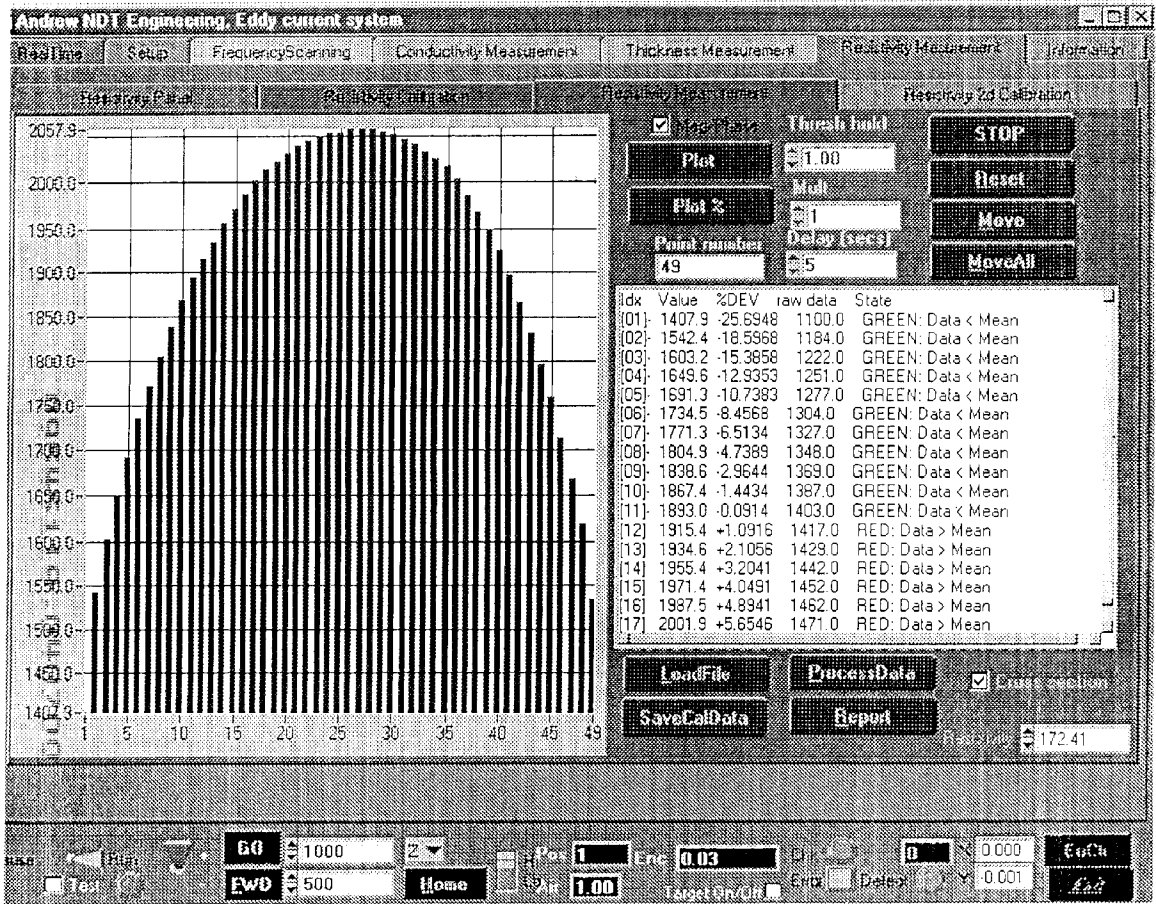 Andrew NDT Engineering, Eddy current system
RealTime Setup FrequencyScanning Conductivity Measurement Thickness Measurement Resistivity Measurement Information
Resistivity Panel Resistivity Calibration Resistivity Measurement Resistivity 2d Calibration
2057.9
2000.0
1950.0
1900.0
1850.0
1800.0
1750.0
1700.0
1650.0
1600.0
1550.0
1500.0
1450.0
1407.9
1 5 10 15 20 25 30 35 40 45 49
Thresh hold
STOP
Plot
1.00
Reset
Mult
Plot %
1
Move
Point number
Delay (secs)
49
5
MoveAll
Idx Value %DEV raw data State
[01]- 1407.9 -25.6948 1100.0 GREEN: Data < Mean
[02]- 1542.4 -18.5968 1184.0 GREEN: Data < Mean
[03]- 1603.2 -15.3858 1222.0 GREEN: Data < Mean
[04]- 1649.6 -12.9353 1251.0 GREEN: Data < Mean
[05]- 1691.3 -10.7383 1277.0 GREEN: Data < Mean
[06]- 1734.5 -8.4568 1304.0 GREEN: Data < Mean
[07]- 1771.3 -6.5134 1327.0 GREEN: Data < Mean
[08]- 1804.9 -4.7389 1348.0 GREEN: Data < Mean
[09]- 1838.6 -2.9644 1369.0 GREEN: Data < Mean
[10]- 1867.4 -1.4434 1387.0 GREEN: Data < Mean
[11]- 1893.0 -0.0914 1403.0 GREEN: Data < Mean
[12] 1915.4 +1.0916 1417.0 RED: Data > Mean
[13] 1934.6 +2.1056 1429.0 RED: Data > Mean
[14] 1955.4 +3.2041 1442.0 RED: Data > Mean
[15] 1971.4 +4.0491 1452.0 RED: Data > Mean
[16] 1987.5 +4.8941 1462.0 RED: Data > Mean
[17] 2001.9 +5.6546 1471.0 RED: Data > Mean
LoadFile
ProcessData
SaveCalData
Report
172.41
Run
GO
1000
Z
Pos 1
Enc 0.03
0
X 0.000
Test
FWD
500
Home
1.00
Target On/Off
Error
Y -0.001
Exit